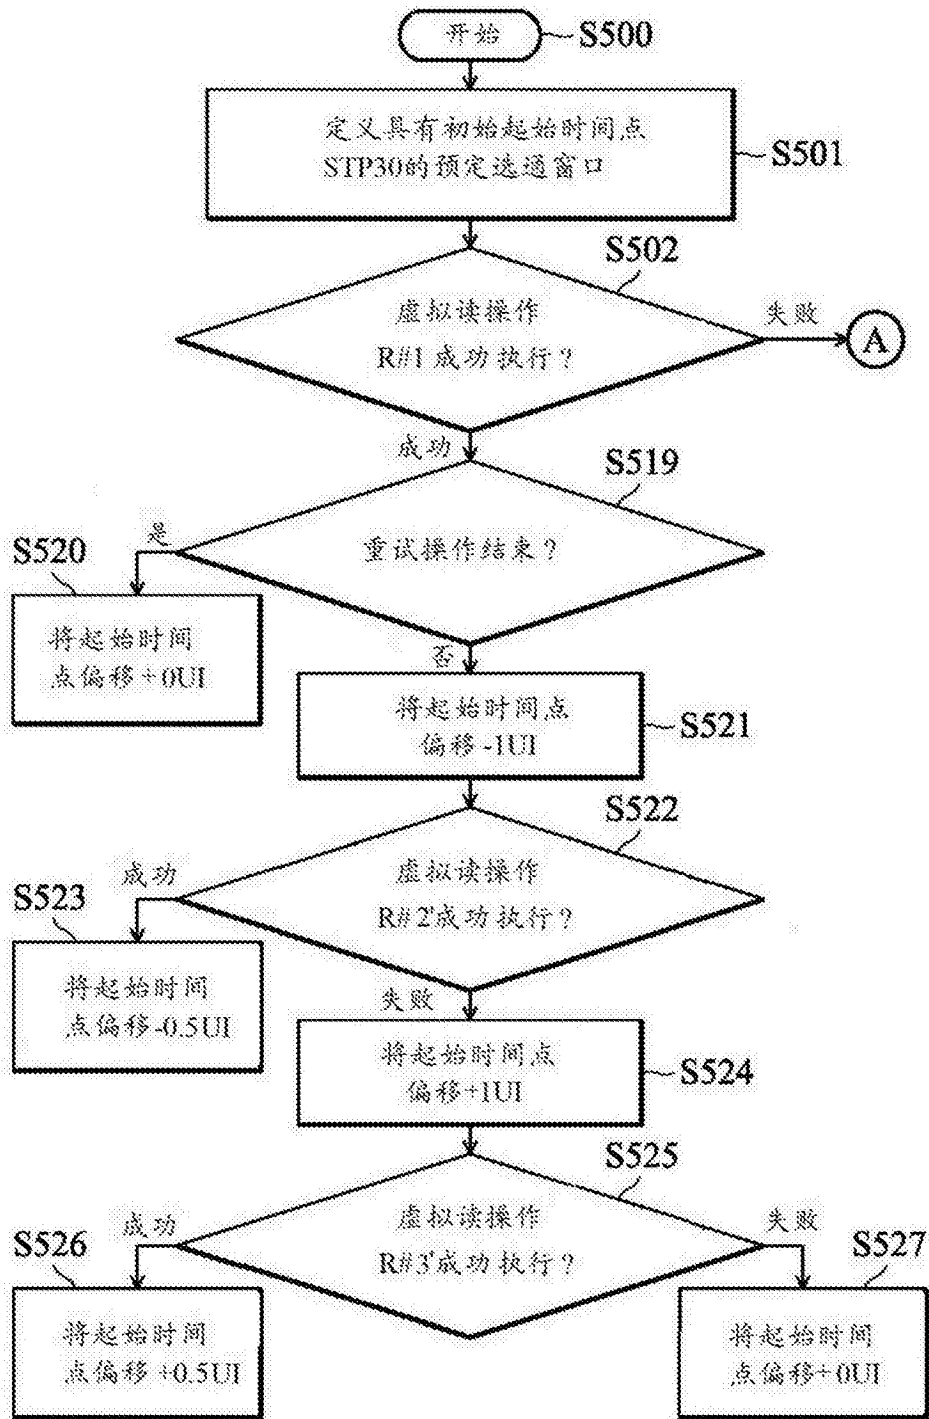 开始
S500
定义具有初始起始时间点
STP30的预定选通窗口
S501
S502
虚拟读操作
R#1成功执行？
失败
A
成功
S519
重试操作结束？
是
S520
将起始时间
点偏移+0UI
否
将起始时间点
偏移-1UI
S521
S522
虚拟读操作
R#2'成功执行？
成功
S523
将起始时间
点偏移-0.5UI
失败
将起始时间点
偏移+1UI
S524
S525
虚拟读操作
R#3'成功执行？
成功
S526
将起始时间
点偏移+0.5UI
失败
S527
将起始时间
点偏移+0UI